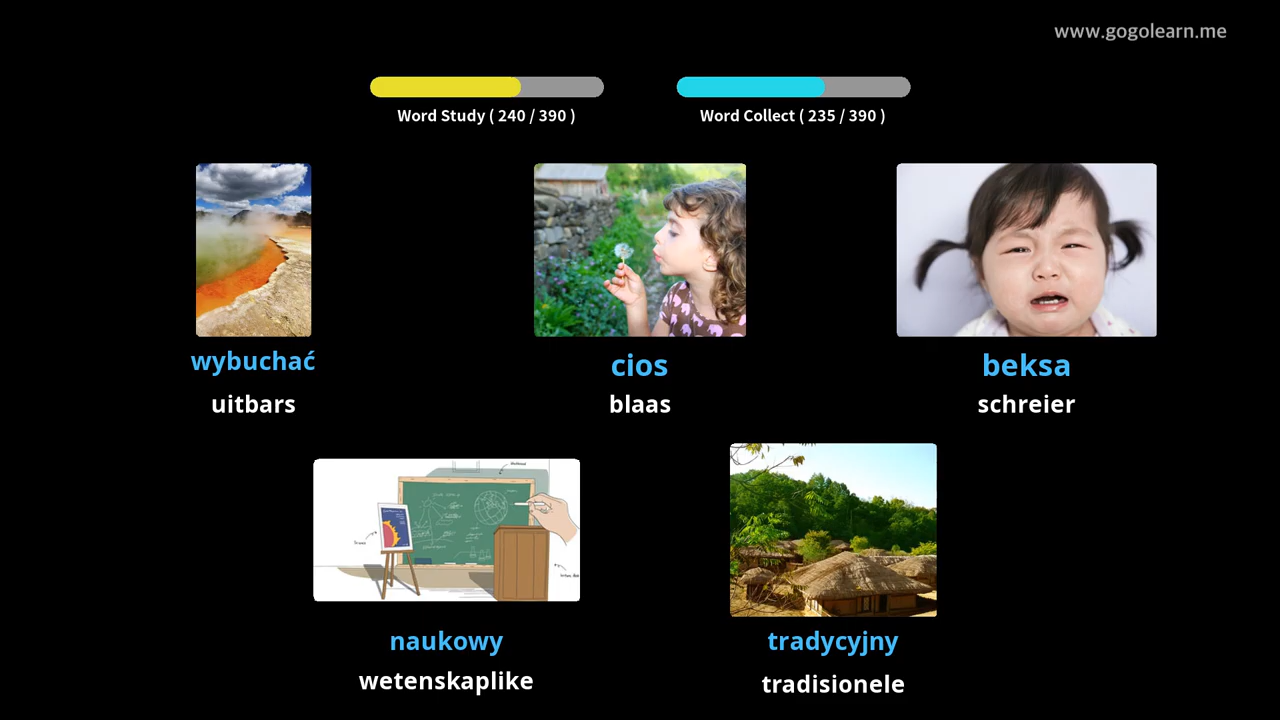 www.gogolearn.me
Word Study ( 240 / 390 )
Word Collect ( 235 / 390 )
wybuchać
uitbars
cios
blaas
beksa
schreier
naukowy
wetenskaplike
tradycyjny
tradisionele